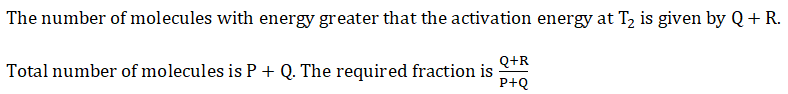 The number of molecules with energy greater that the activation energy at T₂ is given by Q + R.
Total number of molecules is P + Q. The required fraction is (Q+R)/(P+Q)